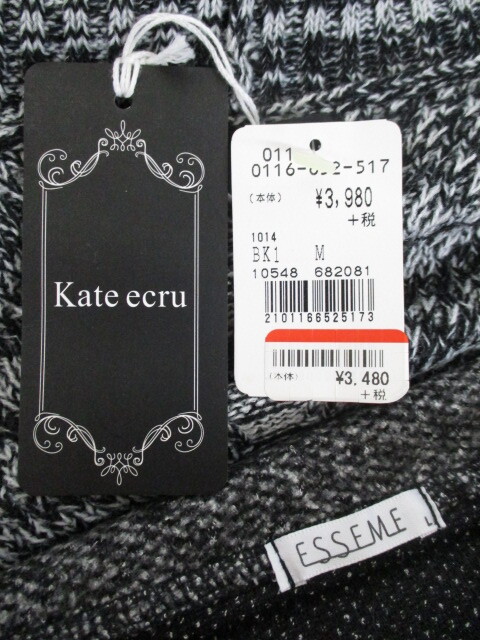 Kate ecru
011
0116-652-517
(本体) ¥3,980
+税
1014
BK1 M
10548 682081
2101166525173
(本体) ¥3,480
+税
ESSEME L